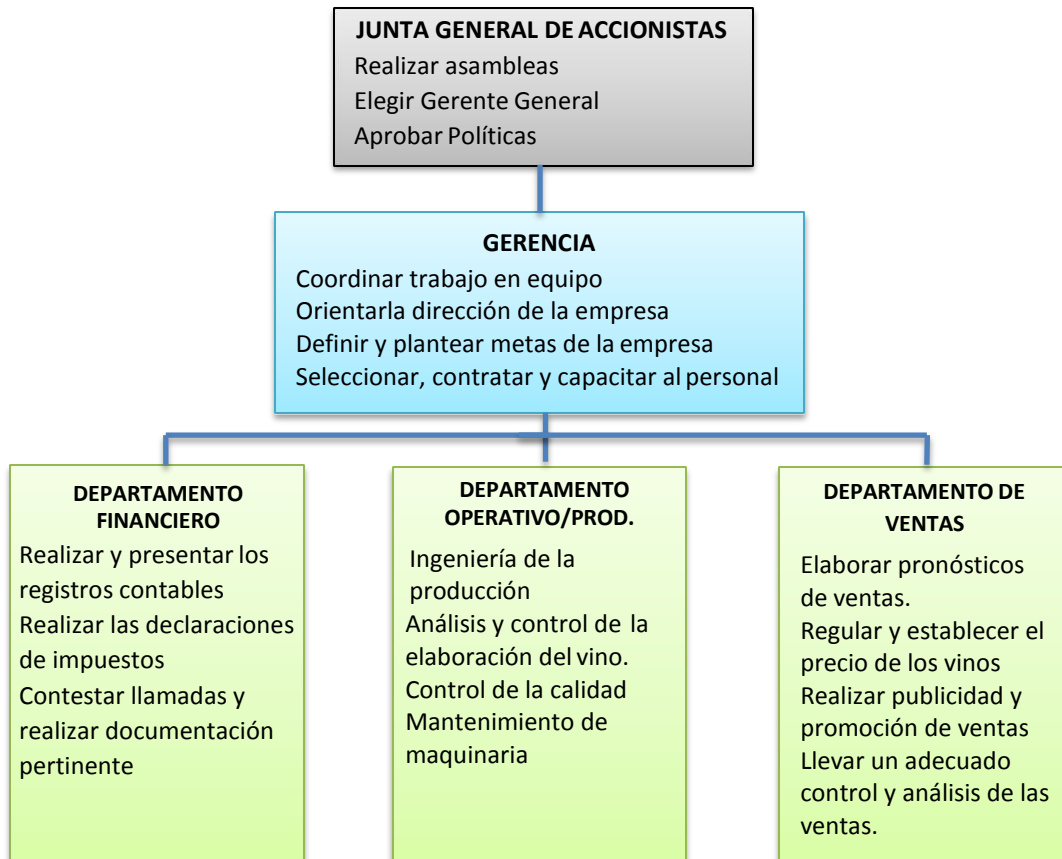 JUNTA GENERAL DE ACCIONISTAS
Realizar asambleas
Elegir Gerente General
Aprobar Políticas
GERENCIA
Coordinar trabajo en equipo
Orientarla dirección de la empresa
Definir y plantear metas de la empresa
Seleccionar, contratar y capacitar al personal
DEPARTAMENTO
FINANCIERO
Realizar y presentar los
registros contables
Realizar las declaraciones
de impuestos
Contestar llamadas y
realizar documentación
pertinente
DEPARTAMENTO
OPERATIVO/PROD.
Ingeniería de la
producción
Análisis y control de la
elaboración del vino.
Control de la calidad
Mantenimiento de
maquinaria
DEPARTAMENTO DE
VENTAS
Elaborar pronósticos
de ventas.
Regular y establecer el
precio de los vinos
Realizar publicidad y
promoción de ventas
Llevar un adecuado
control y análisis de las
ventas.